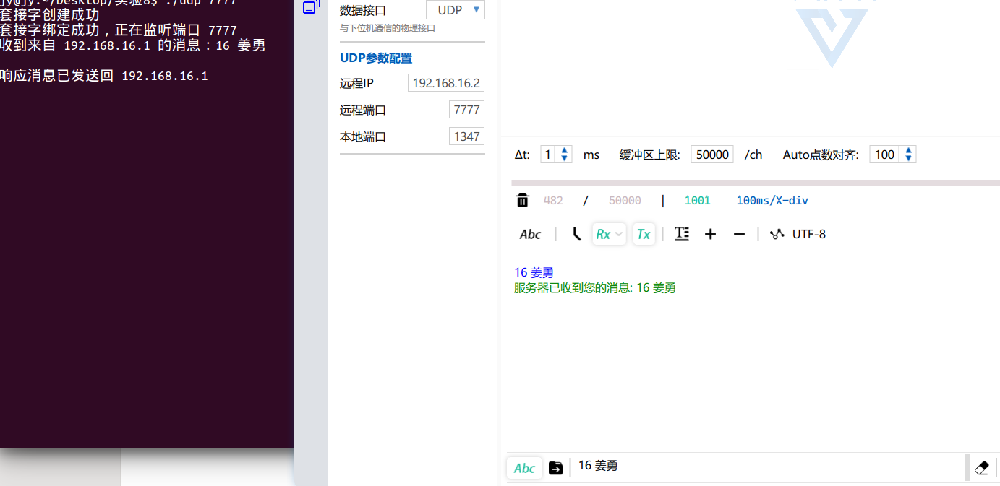 jy@jy:~/Desktop/实验8$ ./udp 7777
套接字创建成功
套接字绑定成功，正在监听端口 7777
收到来自 192.168.16.1 的消息：16 姜勇
响应消息已发送回 192.168.16.1
数据接口 UDP
与下位机通信的物理接口
UDP参数配置
远程IP 192.168.16.2
远程端口 7777
本地端口 1347
Δt: 1 ms 缓冲区上限: 50000 /ch Auto点数对齐: 100
482 / 50000 | 1001 100ms/X-div
Abc Rx Tx T UTF-8
16 姜勇
服务器已收到您的消息: 16 姜勇
Abc 16 姜勇